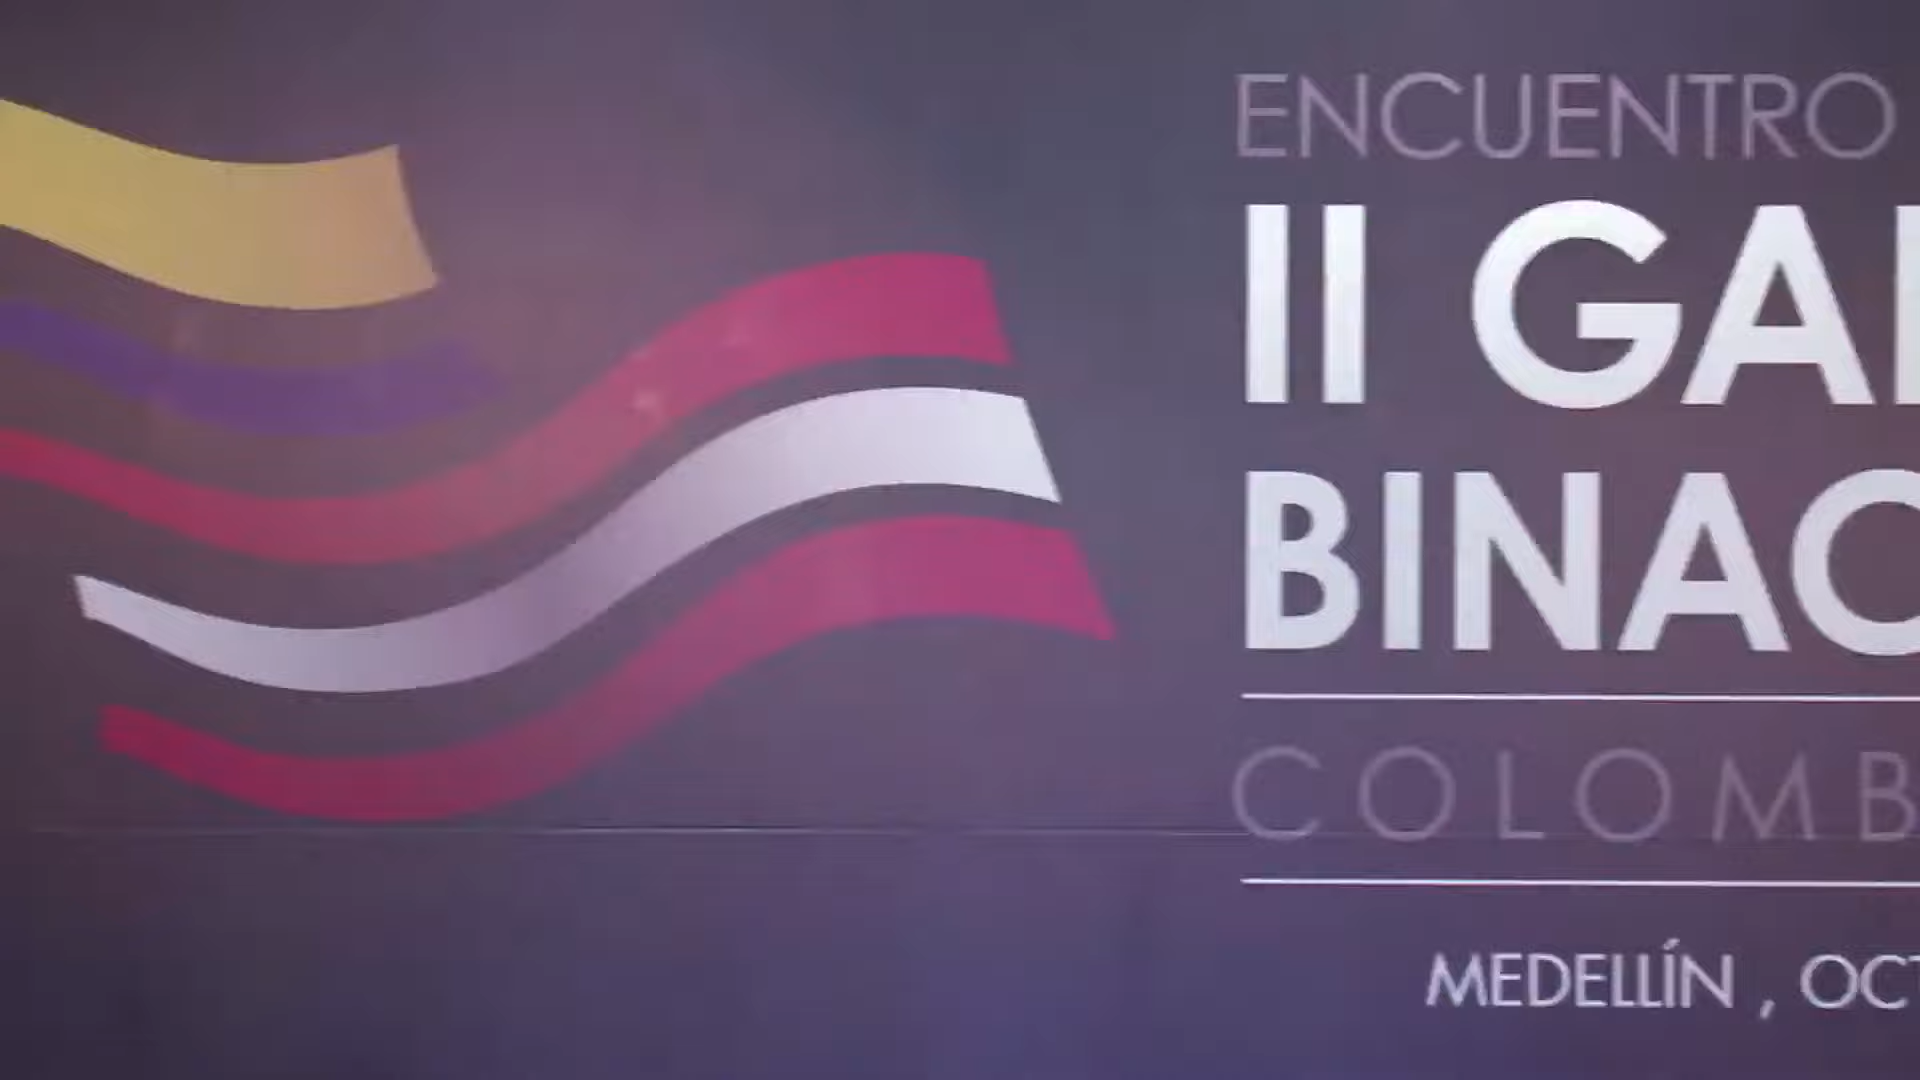 ENCUENTRO
II GA
BINAC
COLOMB
MEDELLÍN , OCT